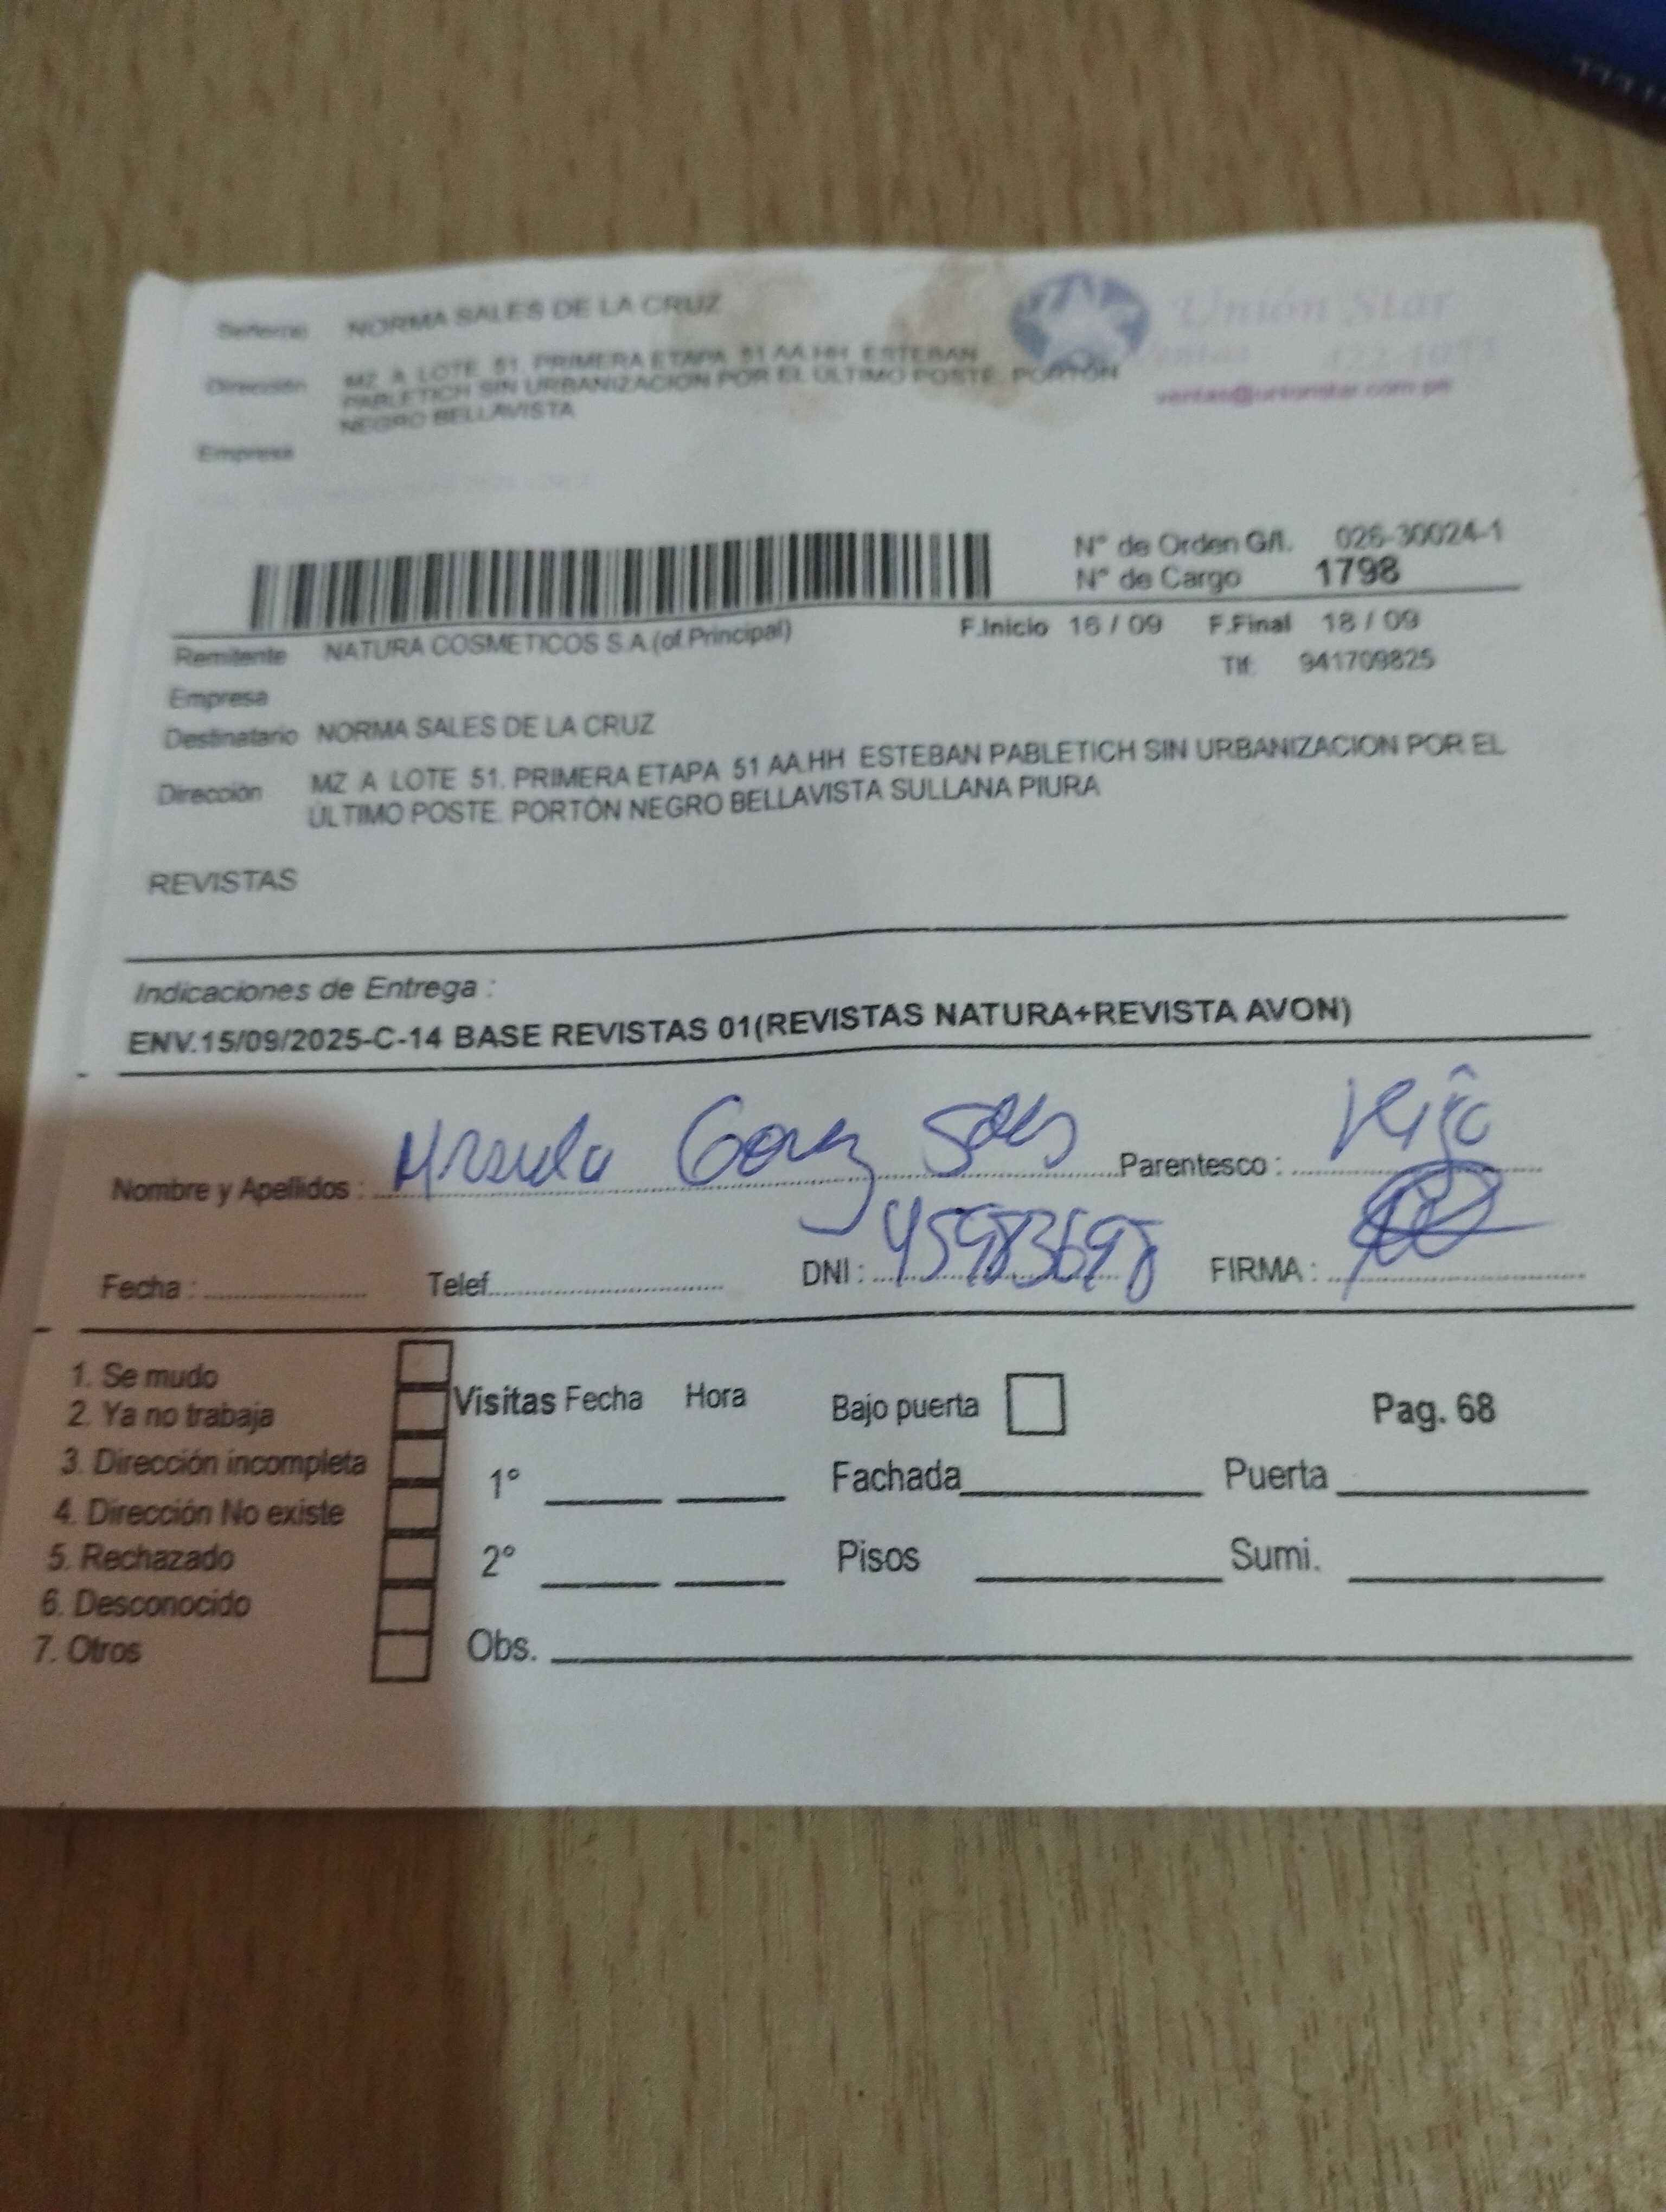 Señor(a) NORMA SALES DE LA CRUZ
Unión Star
Dirección MZ A LOTE 51. PRIMERA ETAPA 51 AA.HH ESTEBAN
Ventas
PABLETICH SIN URBANIZACION POR EL ÚLTIMO POSTE. PORTÓN
NEGRO BELLAVISTA
ventas@unionstar.com.pe
Empresa
N° de Orden G/I. 026-30024-1
N° de Cargo 1798
Remitente NATURA COSMETICOS S.A.(of.Principal)
F.Inicio 16 / 09 F.Final 18 / 09
Tlf: 941709825
Empresa
Destinatario NORMA SALES DE LA CRUZ
Dirección MZ A LOTE 51. PRIMERA ETAPA 51 AA.HH ESTEBAN PABLETICH SIN URBANIZACION POR EL
ÚLTIMO POSTE. PORTÓN NEGRO BELLAVISTA SULLANA PIURA
REVISTAS
Indicaciones de Entrega :
ENV.15/09/2025-C-14 BASE REVISTAS 01(REVISTAS NATURA+REVISTA AVON)
Nombre y Apellidos : Ursula Sales Parentesco : Hija
Fecha : Telef. DNI : 45983698 FIRMA :
1. Se mudo
2. Ya no trabaja
3. Dirección incompleta
4. Dirección No existe
5. Rechazado
6. Desconocido
7. Otros
Visitas Fecha Hora Bajo puerta Pag. 68
1° Fachada Puerta
2° Pisos Sumi.
Obs.